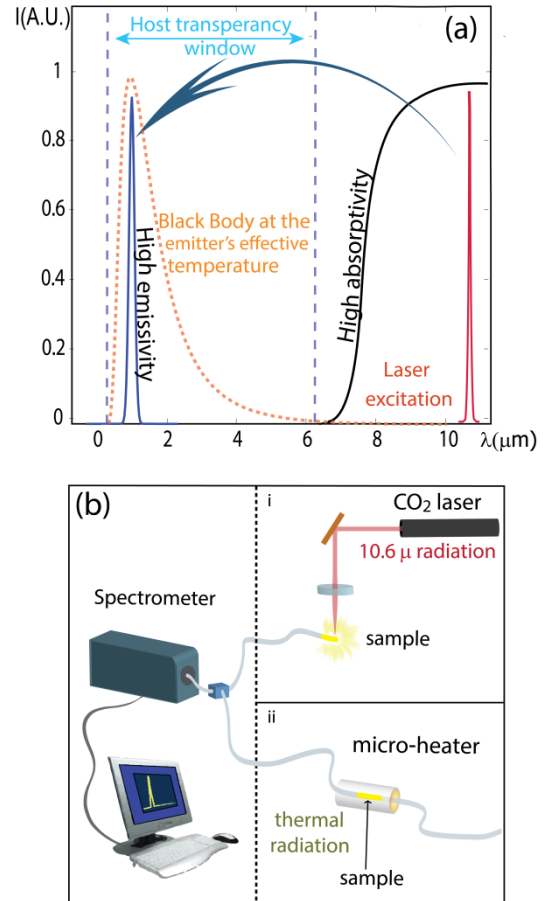 I(A.U.)
Host transperancy
window
(a)
1
0.8
0.6
0.4
0.2
0
High emissivity
Black Body at the
emitter's effective
temperature
High absorptivity
Laser
excitation
0 2 4 6 8 10 λ(μm)
(b)
i
CO₂ laser
10.6 μ radiation
Spectrometer
sample
ii
micro-heater
thermal
radiation
sample